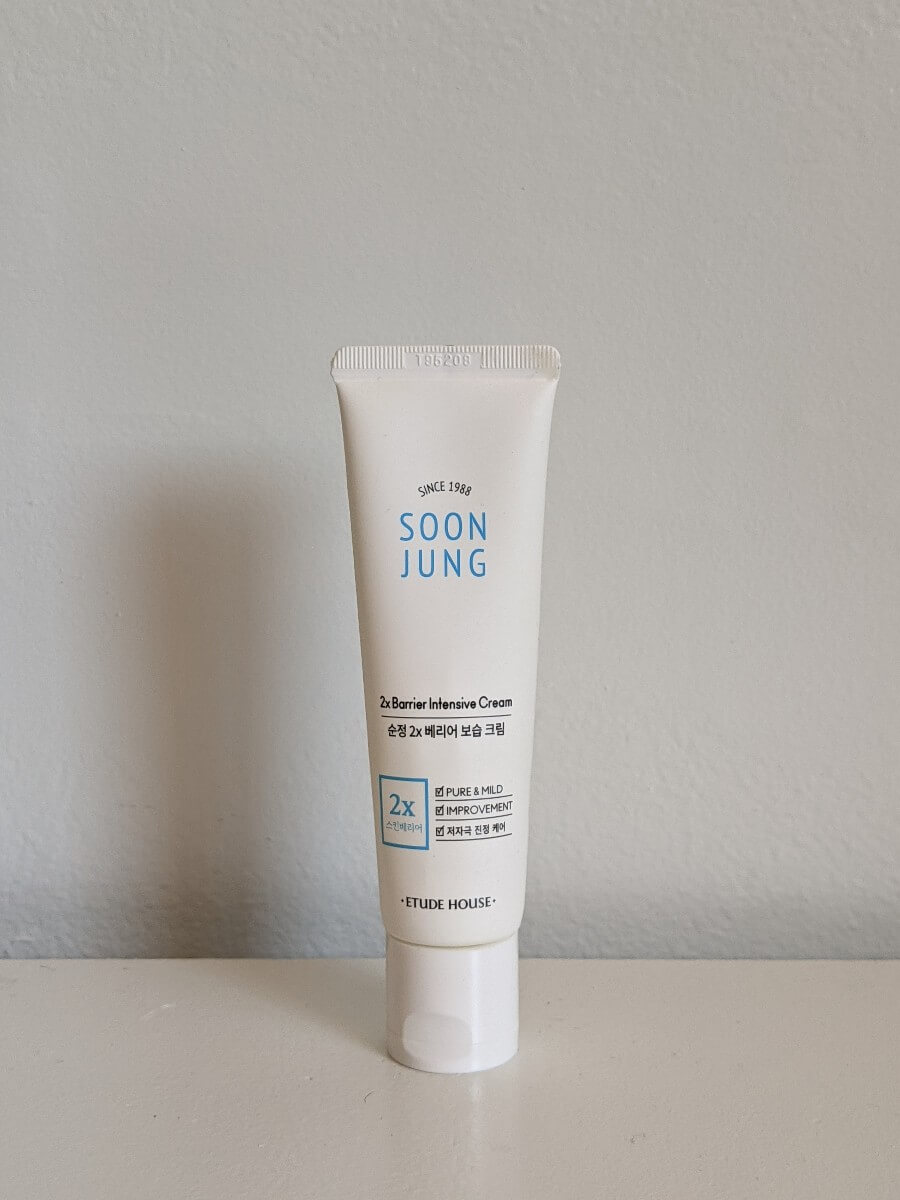 195208
SINCE 1988
SOON
JUNG
2x Barrier Intensive Cream
순정 2x 베리어 보습 크림
2x
스킨베리어
☑ PURE & MILD
☑ IMPROVEMENT
☑ 저자극 진정 케어
·ETUDE HOUSE·